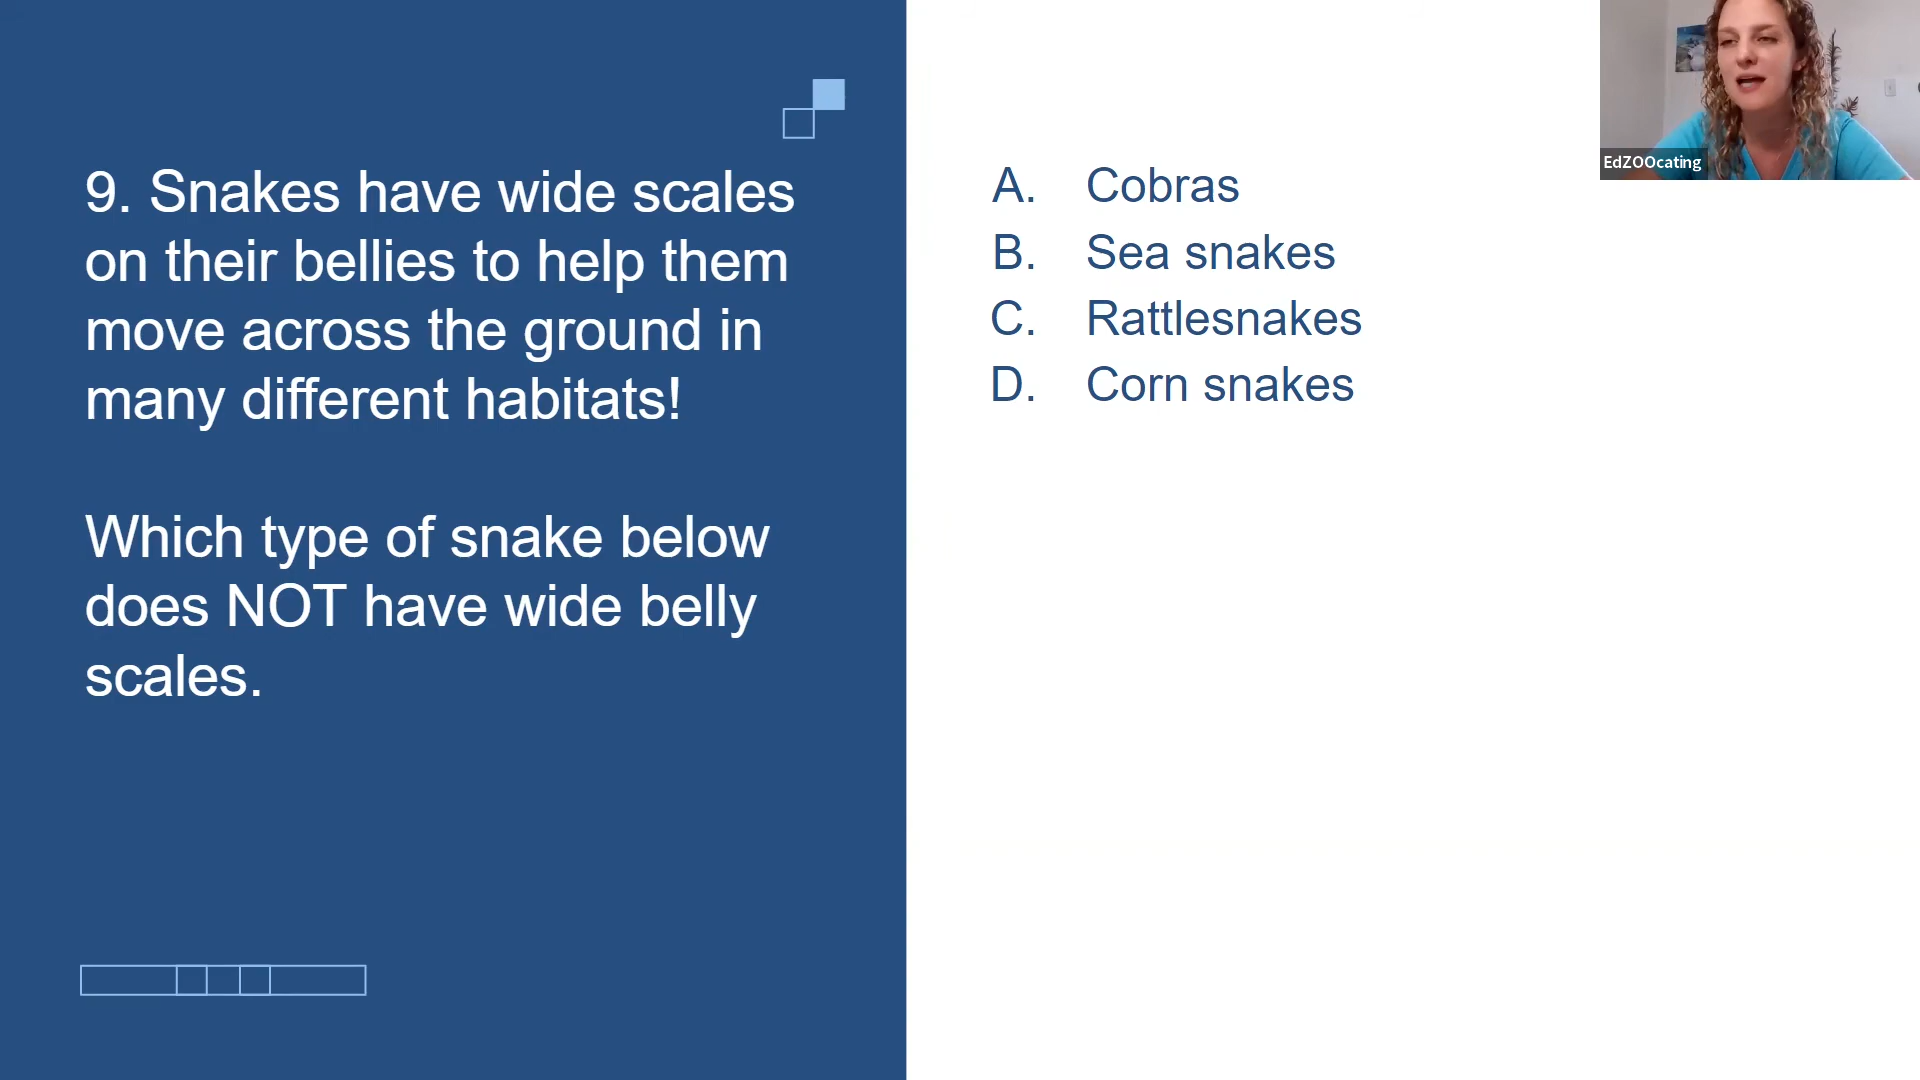 9. Snakes have wide scales
on their bellies to help them
move across the ground in
many different habitats!
Which type of snake below
does NOT have wide belly
scales.
A. Cobras
B. Sea snakes
C. Rattlesnakes
D. Corn snakes
EdZOOcating